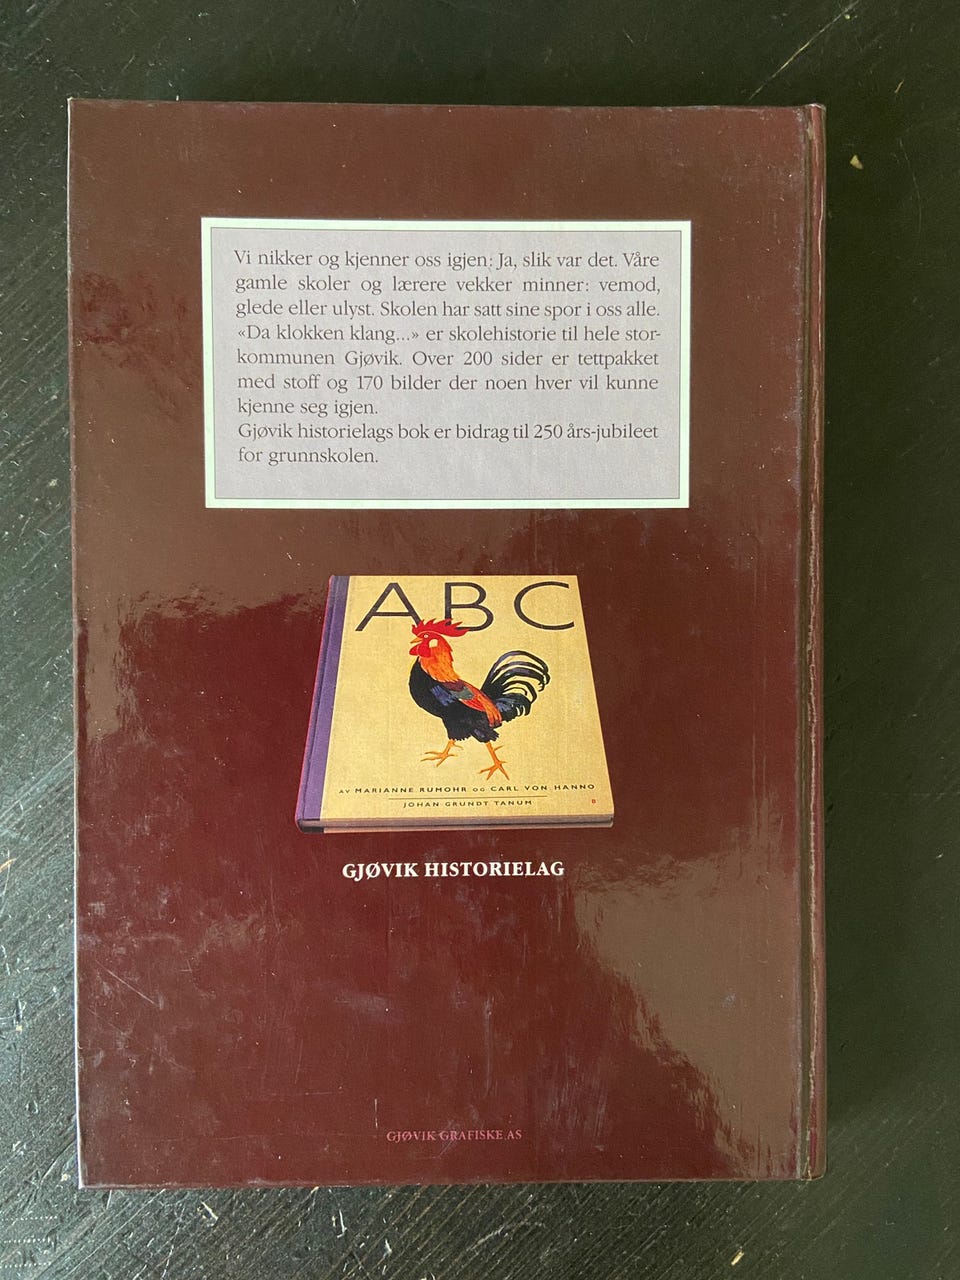 Vi nikker og kjenner oss igjen: Ja, slik var det. Våre
gamle skoler og lærere vekker minner: vemod,
glede eller ulyst. Skolen har satt sine spor i oss alle.
«Da klokken klang...» er skolehistorie til hele stor-
kommunen Gjøvik. Over 200 sider er tettpakket
med stoff og 170 bilder der noen hver vil kunne
kjenne seg igjen.
Gjøvik historielags bok er bidrag til 250 års-jubileet
for grunnskolen.
ABC
AV MARIANNE RUMOHR OG CARL VON HANNO
JOHAN GRUNDT TANUM
B
GJØVIK HISTORIELAG
GJØVIK GRAFISKE AS